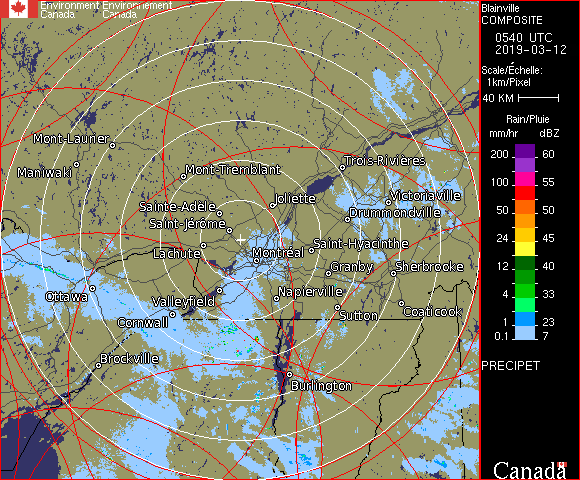 Environment Environnement
Canada Canada
Blainville
COMPOSITE
0540 UTC
2019-03-12
Scale/Échelle:
1km/Pixel
40 KM
Rain/Pluie
mm/hr dBZ
200 60
100 55
50 50
24 45
12 40
4 33
1 23
0.1 7
PRECIPET
Canada
Mont-Laurier
Maniwaki
Mont-Tremblant
Trois-Rivières
Joliette
Victoriaville
Sainte-Adèle
Drummondville
Saint-Jérôme
Saint-Hyacinthe
Lachute
Montréal
Granby
Sherbrooke
Ottawa
Valleyfield
Napierville
Coaticook
Cornwall
Sutton
Brockville
Burlington